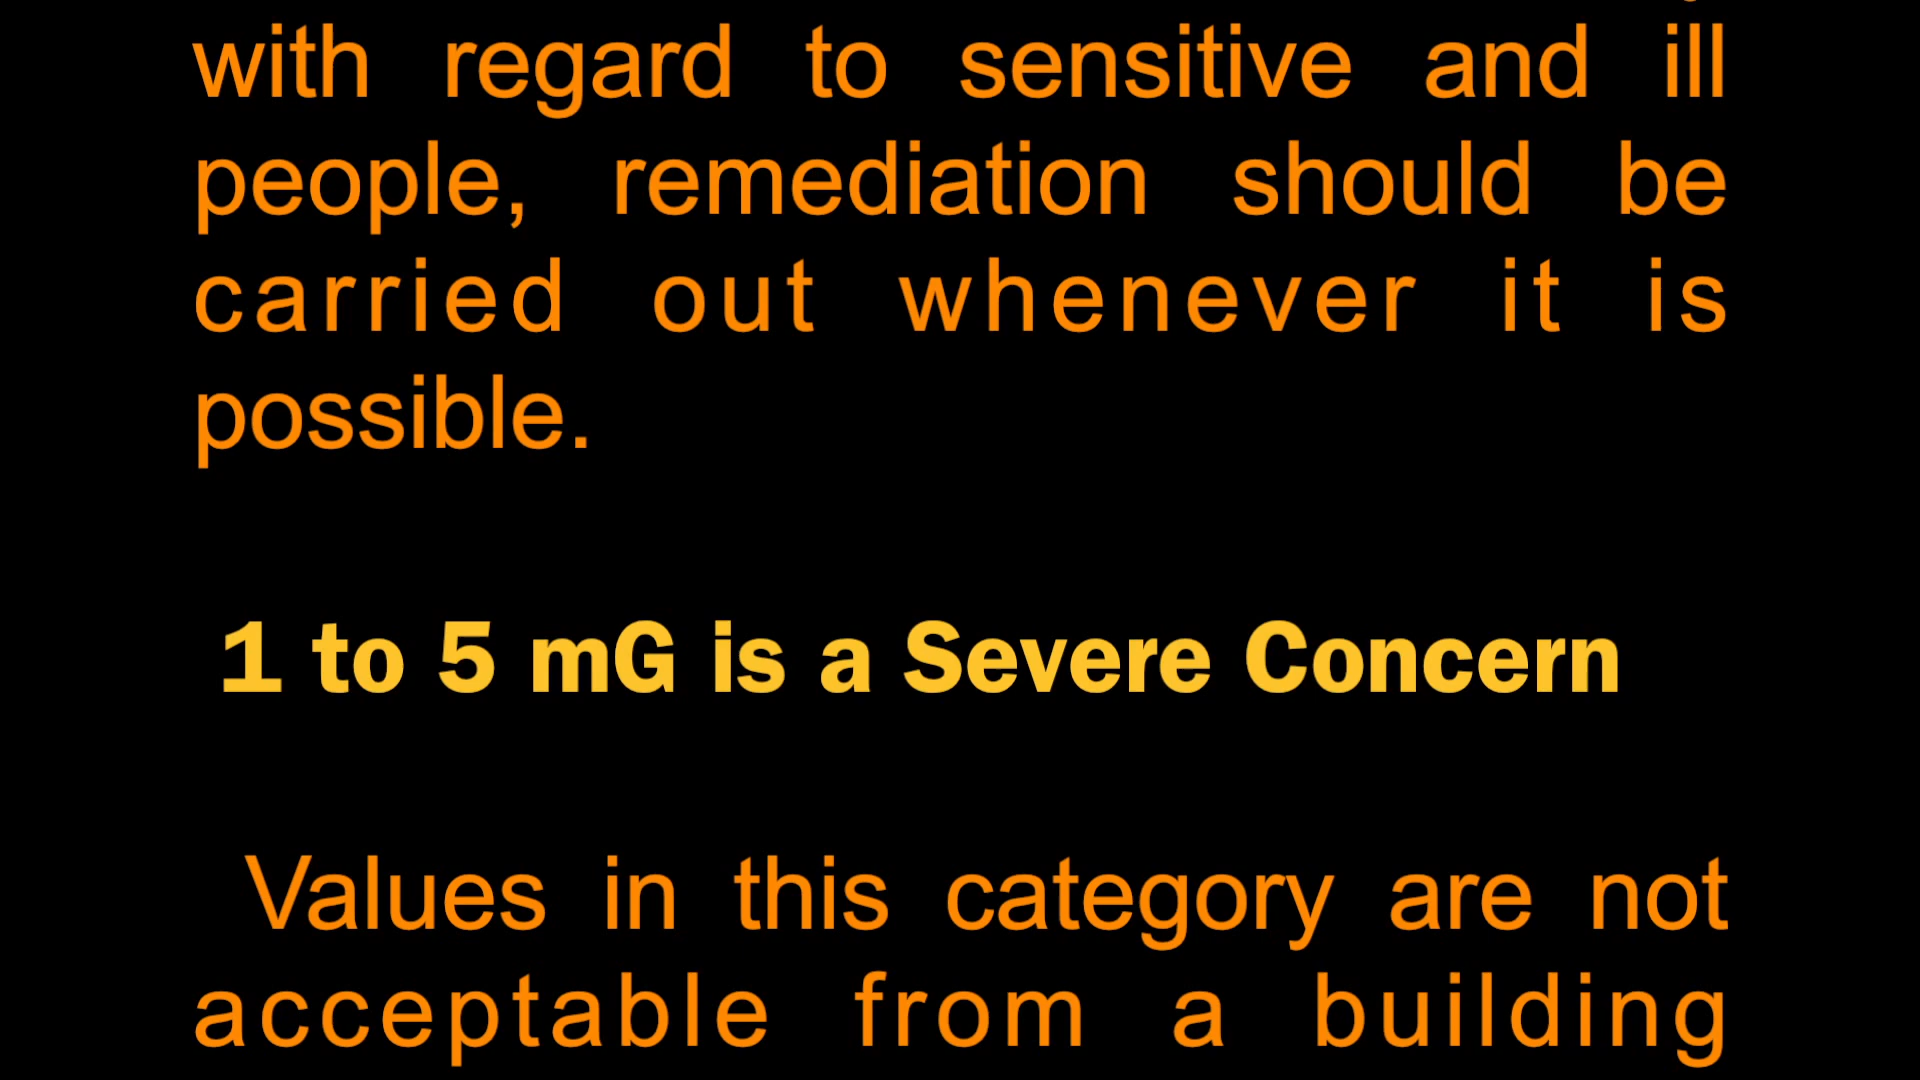 with regard to sensitive and ill
people, remediation should be
carried out whenever it is
possible.
1 to 5 mG is a Severe Concern
Values in this category are not
acceptable from a building